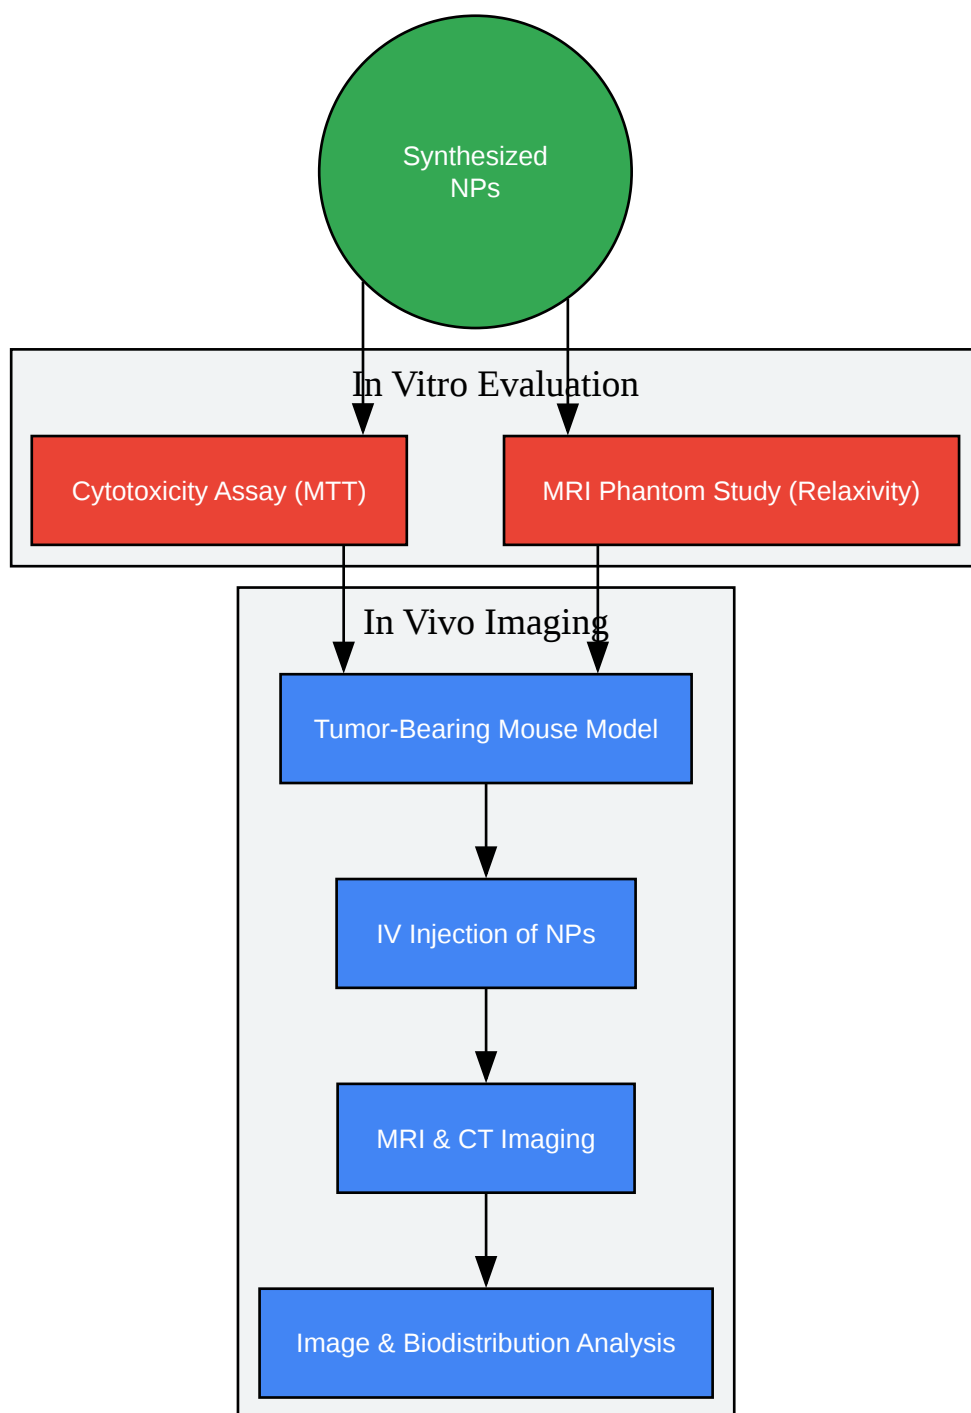 Synthesized
NPs
In Vitro Evaluation
Cytotoxicity Assay (MTT)
MRI Phantom Study (Relaxivity)
In Vivo Imaging
Tumor-Bearing Mouse Model
IV Injection of NPs
MRI & CT Imaging
Image & Biodistribution Analysis